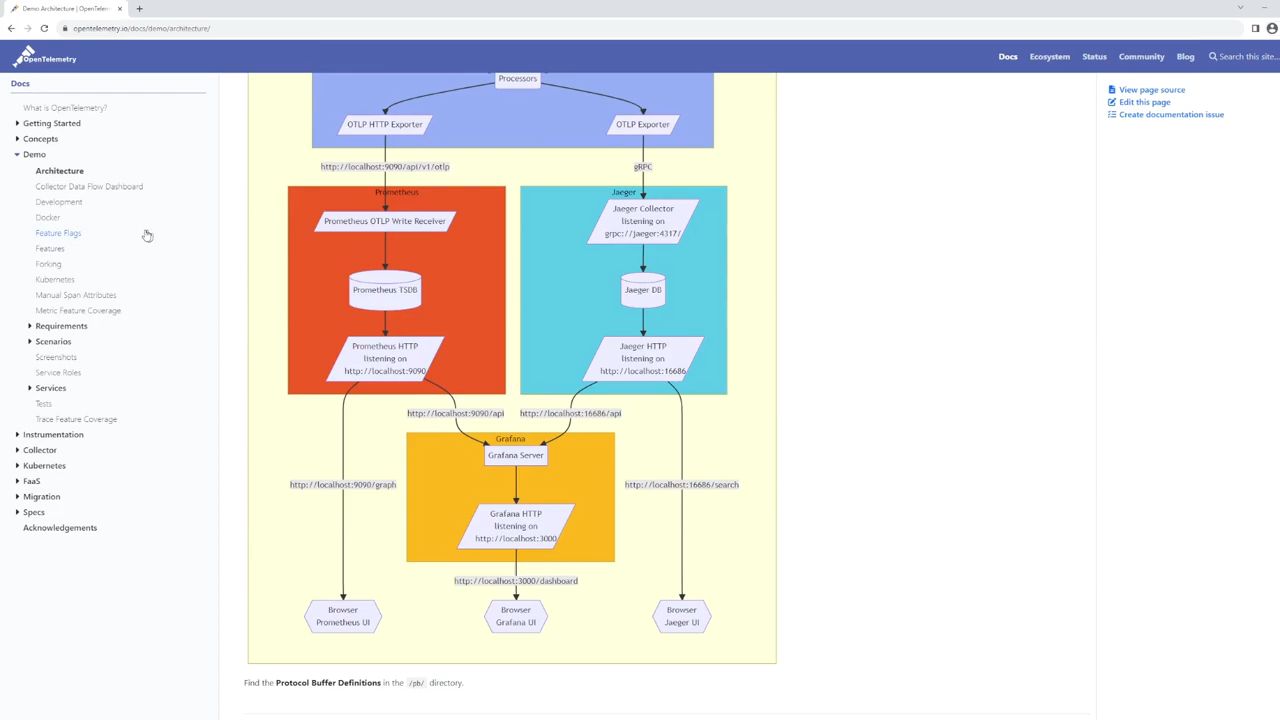 Demo Architecture | OpenTelem
opentelemetry.io/docs/demo/architecture/
OpenTelemetry
Docs
Ecosystem
Status
Community
Blog
Search this site…
Docs
What is OpenTelemetry?
Getting Started
Concepts
Demo
Architecture
Collector Data Flow Dashboard
Development
Docker
Feature Flags
Features
Forking
Kubernetes
Manual Span Attributes
Metric Feature Coverage
Requirements
Scenarios
Screenshots
Service Roles
Services
Tests
Trace Feature Coverage
Instrumentation
Collector
Kubernetes
FaaS
Migration
Specs
Acknowledgements
Processors
OTLP HTTP Exporter
OTLP Exporter
http://localhost:9090/api/v1/otlp
gRPC
Prometheus
Prometheus OTLP Write Receiver
Prometheus TSDB
Prometheus HTTP
listening on
http://localhost:9090
Jaeger
Jaeger Collector
listening on
grpc://jaeger:4317/
Jaeger DB
Jaeger HTTP
listening on
http://localhost:16686
http://localhost:9090/api
http://localhost:16686/api
Grafana
Grafana Server
http://localhost:9090/graph
http://localhost:16686/search
Grafana HTTP
listening on
http://localhost:3000
http://localhost:3000/dashboard
Browser
Prometheus UI
Browser
Grafana UI
Browser
Jaeger UI
Find the Protocol Buffer Definitions in the /pb/ directory.
View page source
Edit this page
Create documentation issue